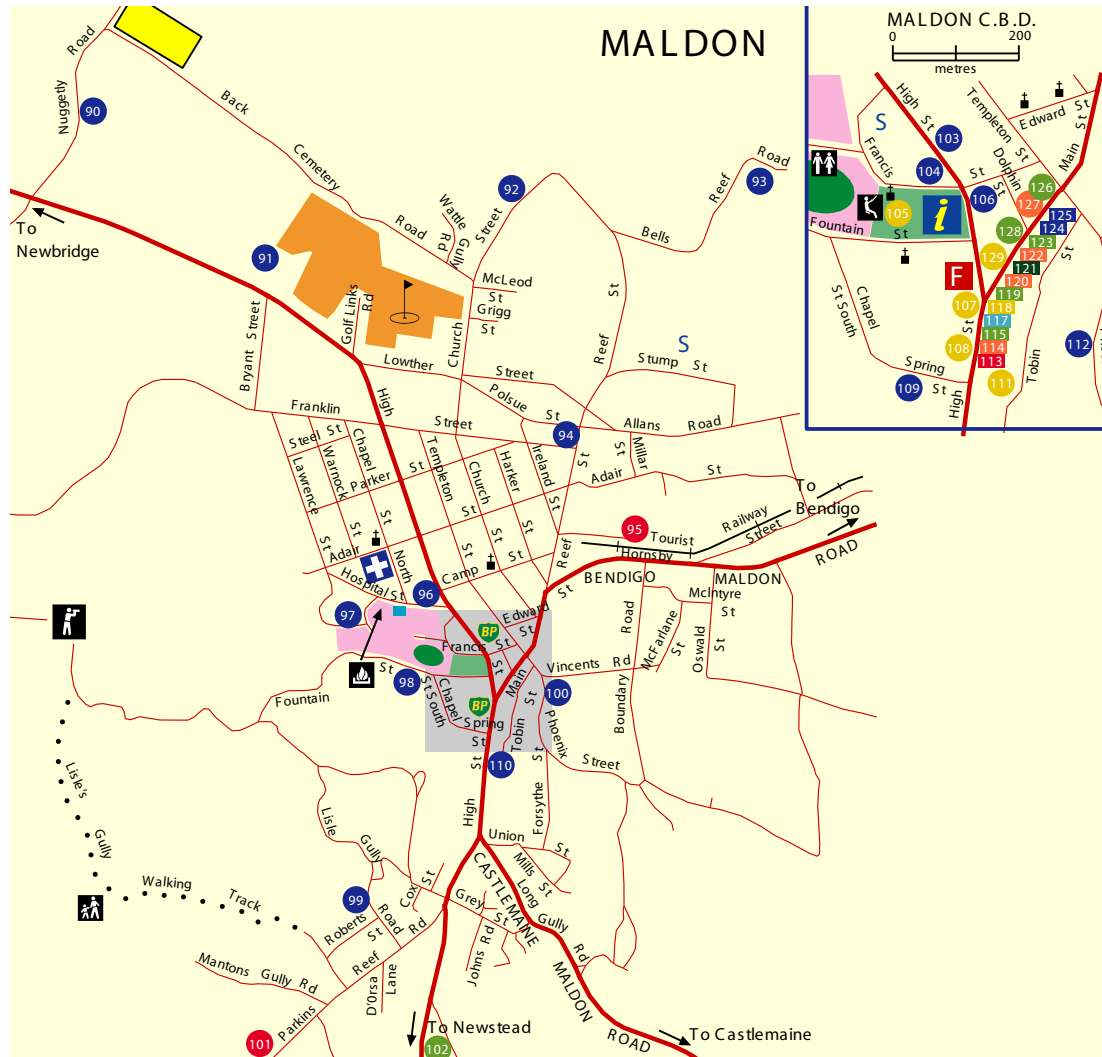 MALDON
Nuggetly Road
90
Back Cemetery Road
To
Newbridge
91
92
Wattle Gully Rd
Church Street
Reef Road
93
Bells
McLeod St
Grigg St
Golf Links Rd
Bryant Street
Lowther Street
Reef St
S
Stump St
High
Polsue St
Franklin Street
94
Allans Road
Steel St
Lawrence St
Warnock St
Chapel St North
Parker St
Templeton
Church St
Harker St
Ireland St
Millar St
Adair St
Adair
To
Bendigo
95
Tourist Railway
Hornsby Street
BENDIGO MALDON ROAD
Reef St
Hospital St
Camp St
96
97
McIntyre St
Edward St
BP
Francis St
Boundary Road
McFarlane St
Oswald St
Vincents Rd
Fountain St
98
Chapel St South
BP
Spring St
Main St
Tobin St
100
Phoenix Street
110
High St
Forsythe St
Lisle's Gully Walking Track
Lisle Gully Road
Union St
Mills St
Long Gully Rd
CASTLEMAINE MALDON ROAD
Cox St
Grey St
99
Roberts St
Johns Rd
Mantons Gully Rd
Parkins Reef Rd
D'Orsa Lane
101
To Newstead
102
To Castlemaine
MALDON C.B.D.
0 200
metres
High St
103
S
Francis
104
Templeton St
Edward St
Main St
Dolphin St
St
105
i
106
126
127
Fountain St
128
125
124
123
129
122
121
F
120
119
107
118
117
115
108
114
113
Chapel St South
Spring St
109
111
112
Tobin St
High St